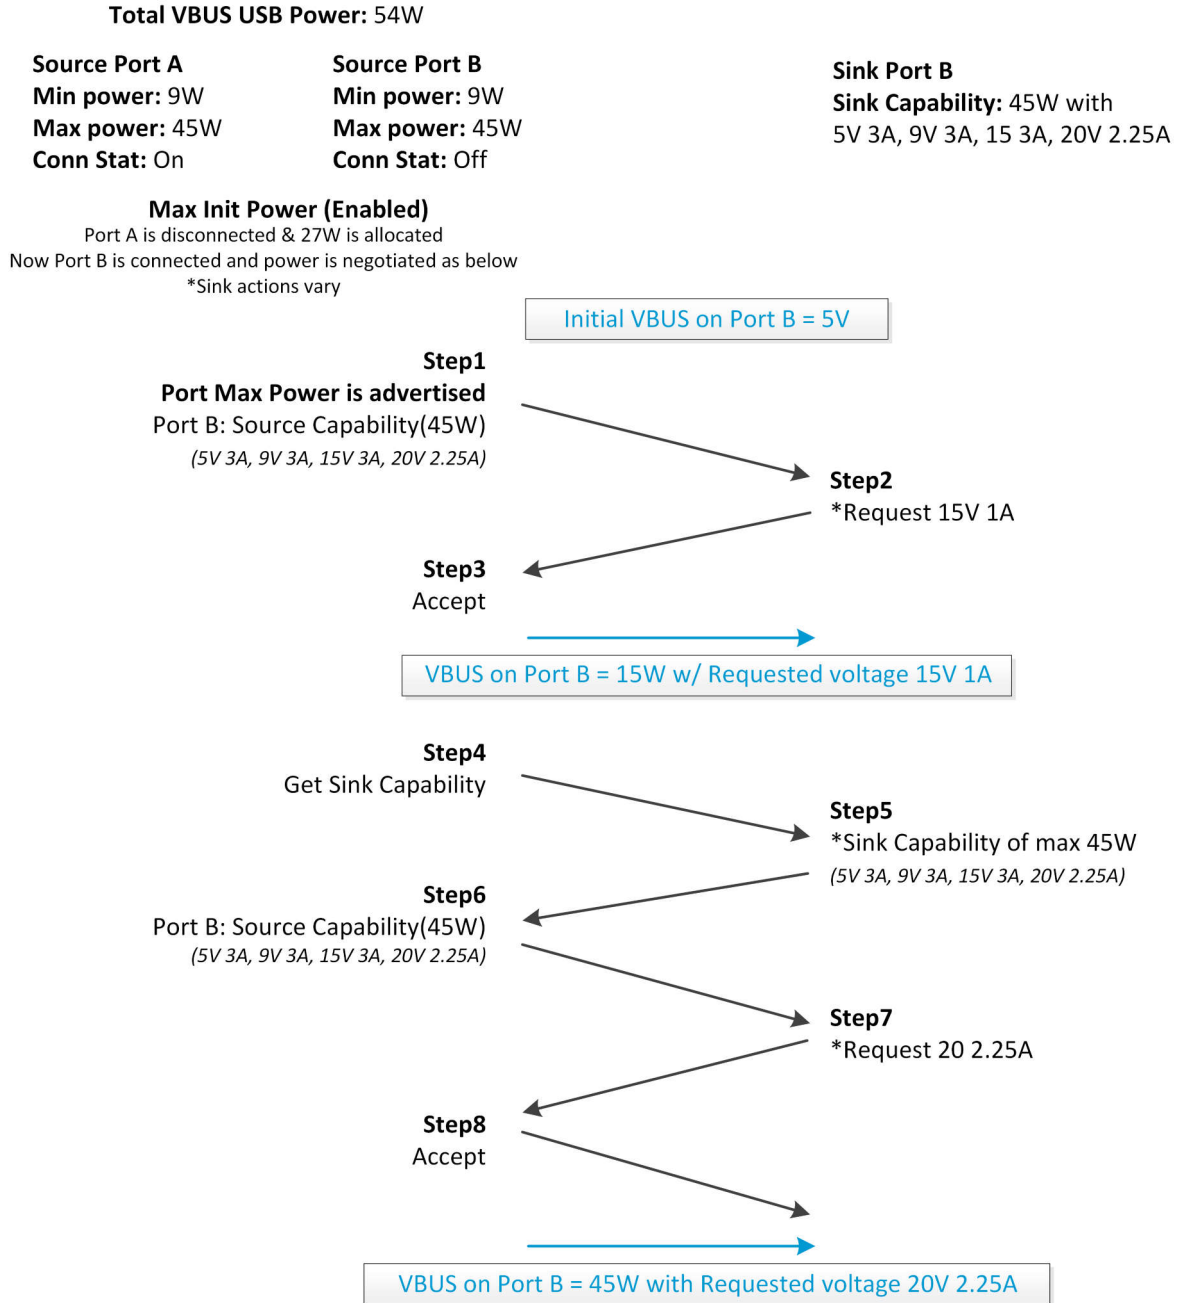 Total VBUS USB Power: 54W
Source Port A
Min power: 9W
Max power: 45W
Conn Stat: On
Source Port B
Min power: 9W
Max power: 45W
Conn Stat: Off
Sink Port B
Sink Capability: 45W with
5V 3A, 9V 3A, 15 3A, 20V 2.25A
Max Init Power (Enabled)
Port A is disconnected & 27W is allocated
Now Port B is connected and power is negotiated as below
*Sink actions vary
Initial VBUS on Port B = 5V
Step1
Port Max Power is advertised
Port B: Source Capability(45W)
(5V 3A, 9V 3A, 15V 3A, 20V 2.25A)
Step2
*Request 15V 1A
Step3
Accept
VBUS on Port B = 15W w/ Requested voltage 15V 1A
Step4
Get Sink Capability
Step5
*Sink Capability of max 45W
(5V 3A, 9V 3A, 15V 3A, 20V 2.25A)
Step6
Port B: Source Capability(45W)
(5V 3A, 9V 3A, 15V 3A, 20V 2.25A)
Step7
*Request 20 2.25A
Step8
Accept
VBUS on Port B = 45W with Requested voltage 20V 2.25A